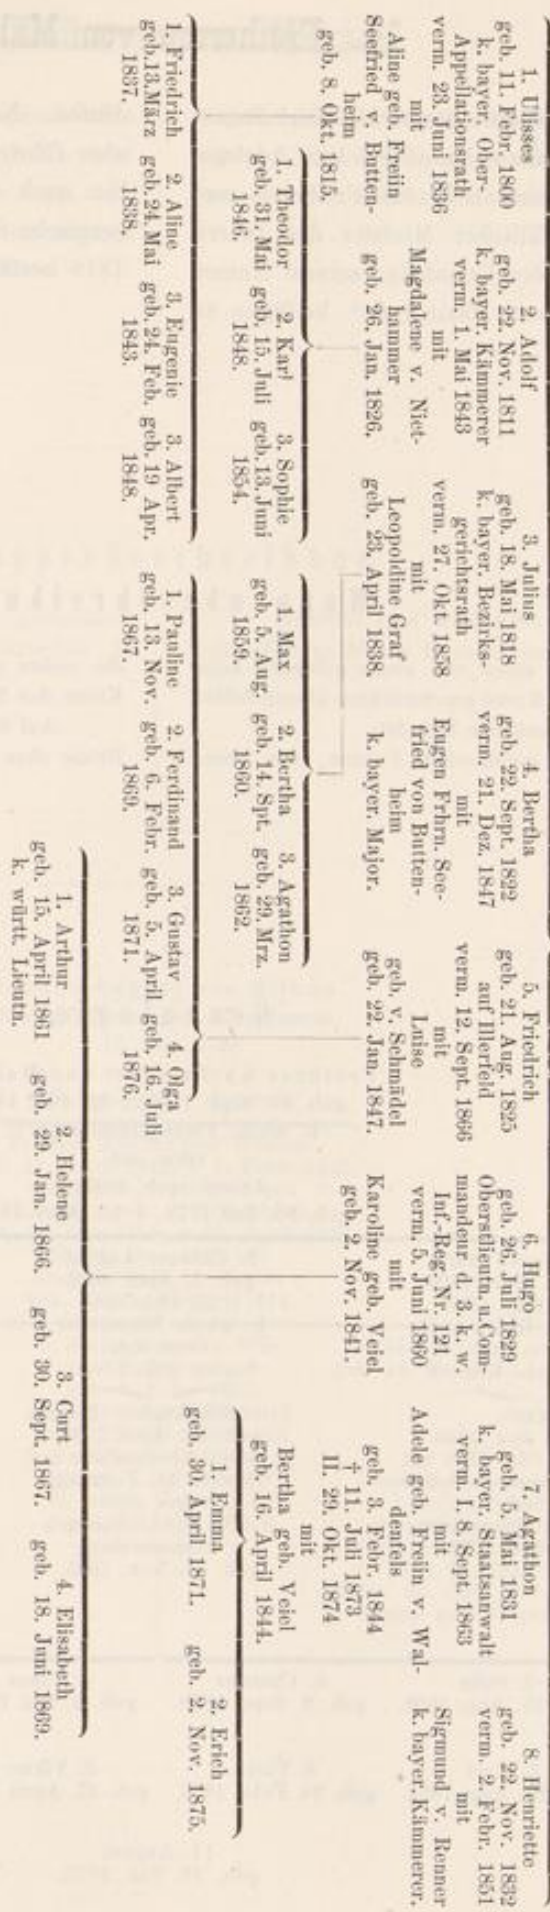 1. Ulisses
geb. 11. Febr. 1800
k. bayer. Ober-
Appellationsrath
verm. 23. Juni 1836
mit
Aline geb. Freiin
Seefried v. Butten-
heim
geb. 8. Okt. 1815.
2. Adolf
geb. 22. Nov. 1811
k. bayer. Kämmerer
verm. 1. Mai 1843
mit
Magdalene v. Niet-
hammer
geb. 26. Jan. 1826.
3. Julius
geb. 18. Mai 1818
k. bayer. Bezirks-
gerichtsrath
verm. 27. Okt. 1858
mit
Leopoldine Graf
geb. 23. April 1838.
4. Bertha
geb. 22. Sept. 1822
verm. 21. Dez. 1847
mit
Eugen Frhrn. See-
fried von Butten-
heim
k. bayer. Major.
5. Friedrich
geb. 21. Aug. 1825
auf Illerfeld
verm. 12. Sept. 1866
mit
Luise
geb. v. Schmädel
geb. 22. Jan. 1847.
6. Hugo
geb. 26. Juli 1829
Oberstlieutn. u. Com-
mandeur d. 3. k. w.
Inf.-Reg. Nr. 121
verm. 5. Juni 1860
mit
Karoline geb. Veiel
geb. 2. Nov. 1841.
7. Agathon
geb. 5. Mai 1831
k. bayer. Staatsanwalt
verm. I. 8. Sept. 1863
mit
Adele geb. Freiin v. Wal-
denfels
geb. 3. Febr. 1844
† 11. Juli 1873
II. 29. Okt. 1874
mit
Bertha geb. Veiel
geb. 16. April 1844.
8. Henriette
geb. 22. Nov. 1832
verm. 2. Febr. 1851
mit
Sigmund v. Renner
k. bayer. Kämmerer.
1. Theodor
geb. 31. Mai
1846.
2. Karl
geb. 15. Juli
1848.
3. Sophie
geb. 13. Juni
1854.
1. Max
geb. 5. Aug.
1859.
2. Bertha
geb. 14. Spt.
1860.
3. Agathon
geb. 29. Mrz.
1862.
1. Friedrich
geb. 13. März
1837.
2. Aline
geb. 24. Mai
1838.
3. Eugenie
geb. 24. Feb.
1843.
3. Albert
geb. 19 Apr.
1848.
1. Pauline
geb. 13. Nov.
1867.
2. Ferdinand
geb. 6. Febr.
1869.
3. Gustav
geb. 5. April
1871.
4. Olga
geb. 16. Juli
1876.
1. Emma
geb. 30. April 1871.
2. Erich
geb. 2. Nov. 1875.
1. Arthur
geb. 15. April 1861
k. württ. Lieutn.
2. Helene
geb. 29. Jan. 1866.
3. Curt
geb. 30. Sept. 1867.
4. Elisabeth
geb. 18. Juni 1869.